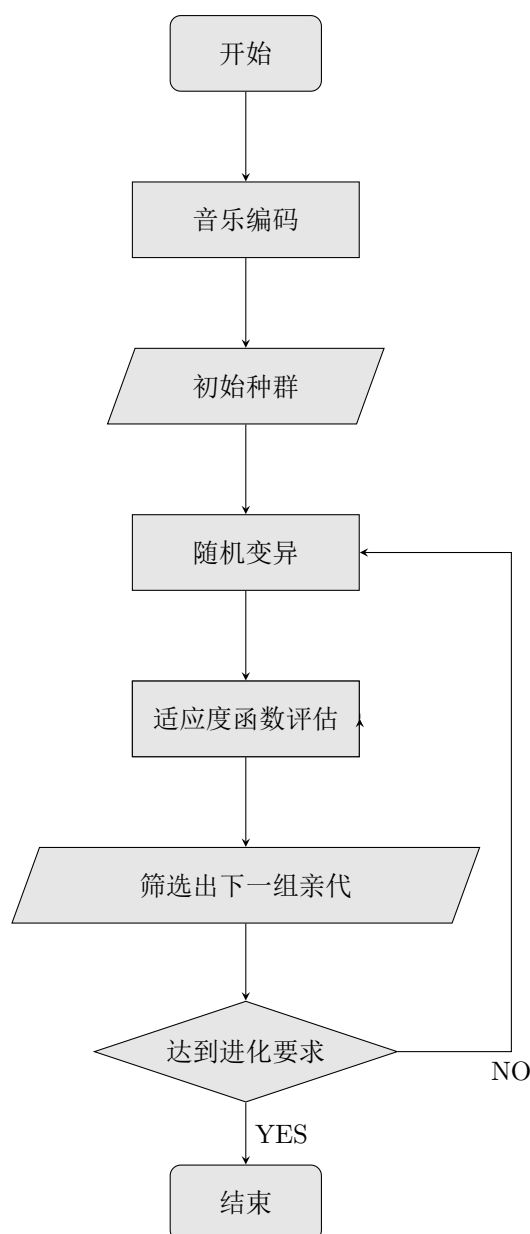 开始
音乐编码
初始种群
随机变异
适应度函数评估
筛选出下一组亲代
达到进化要求
NO
YES
结束